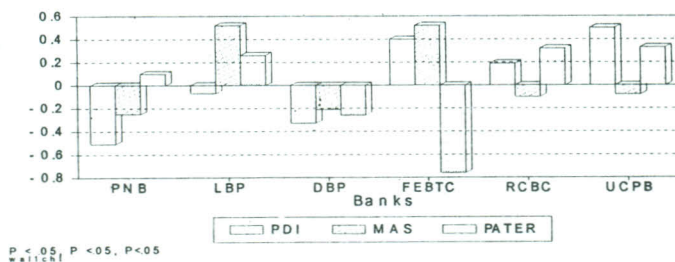 0.6
0.4
0.2
0
- 0.2
- 0.4
- 0.6
- 0.8
PNB LBP DBP FEBTC RCBC UCPB
Banks
PDI MAS PATER
P < .05, P <.05, P<.05